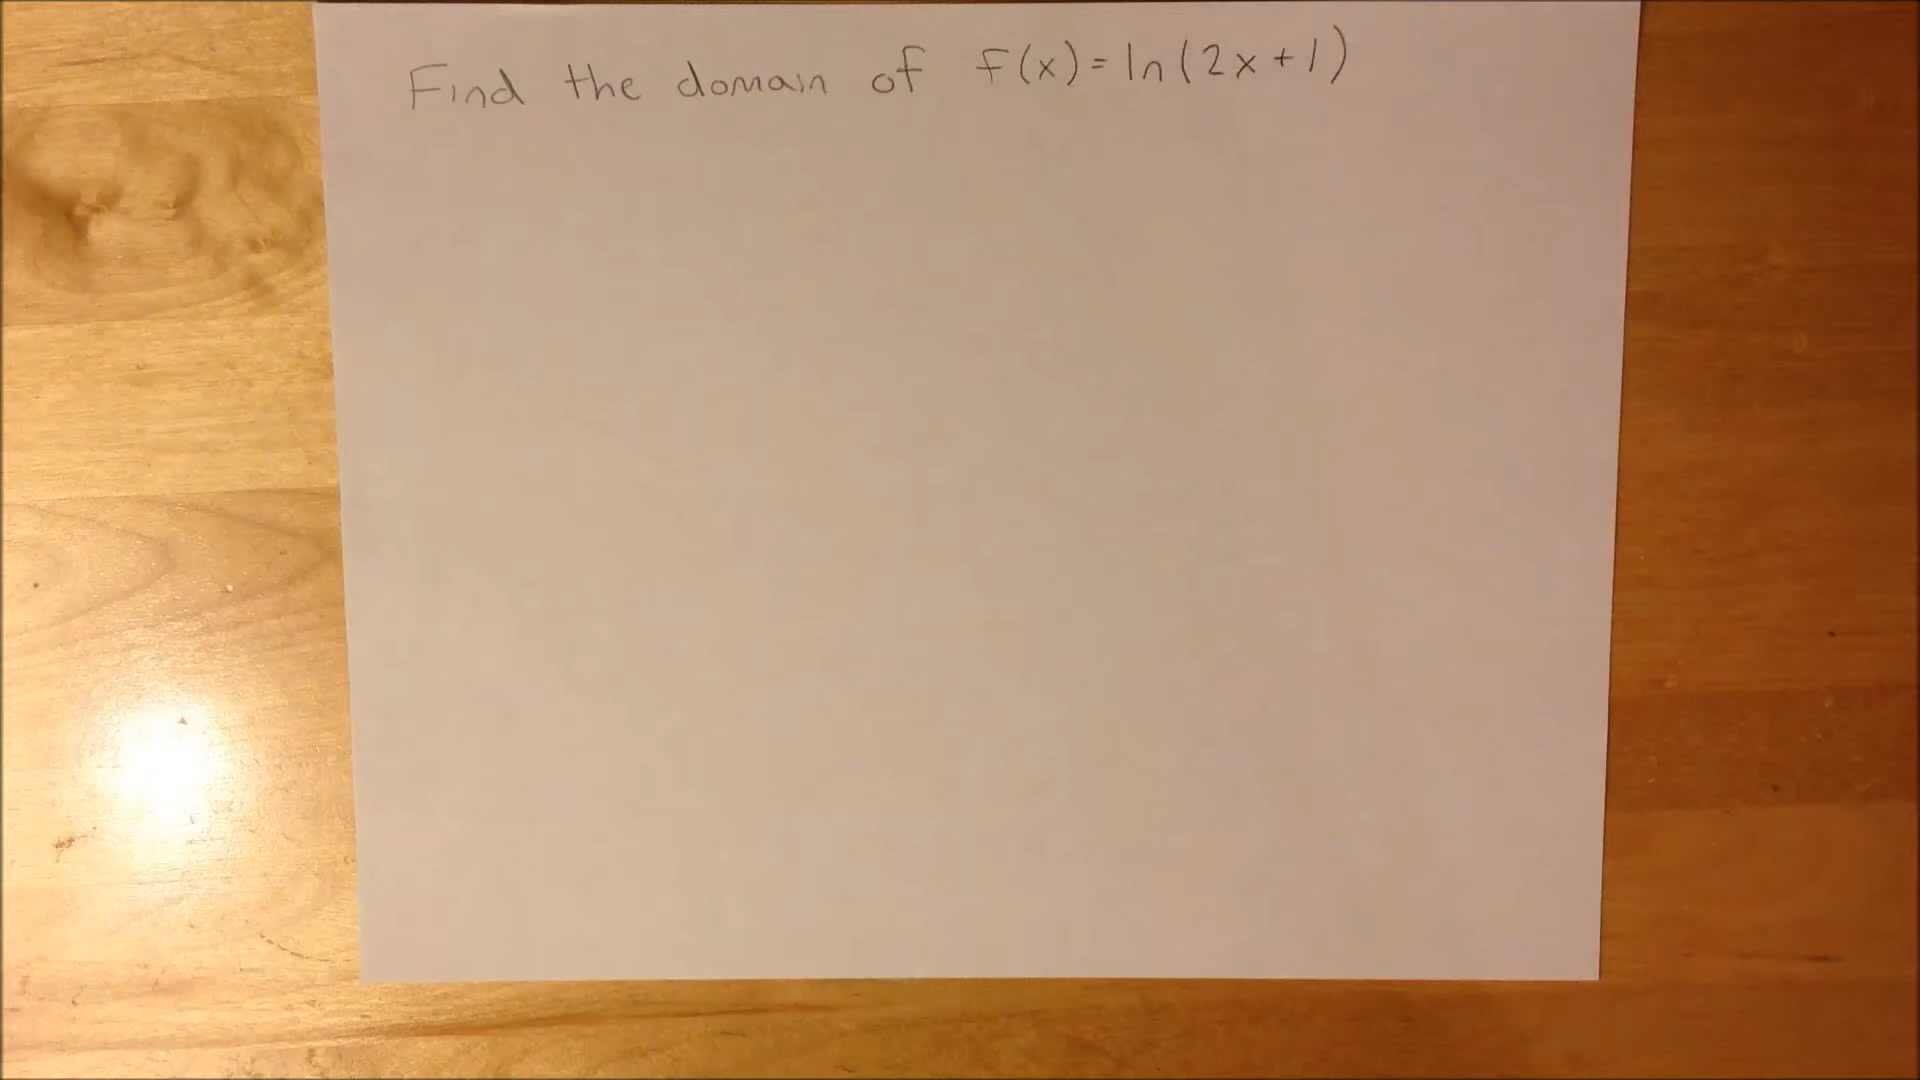 Find the domain of f(x)=ln(2x+1)